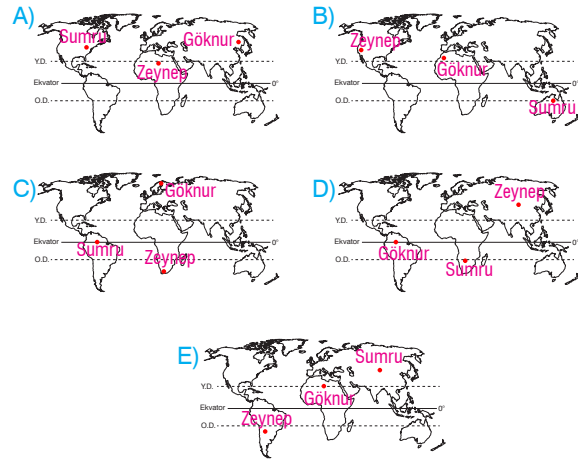 A)
Sumru
Göknur
Zeynep
Y.D.
Ekvator
0°
O.D.
B)
Zeynep
Göknur
Sumru
Y.D.
Ekvator
0°
O.D.
C)
Göknur
Sumru
Zeynep
Y.D.
Ekvator
0°
O.D.
D)
Zeynep
Göknur
Sumru
Y.D.
Ekvator
0°
O.D.
E)
Sumru
Göknur
Zeynep
Y.D.
Ekvator
0°
O.D.